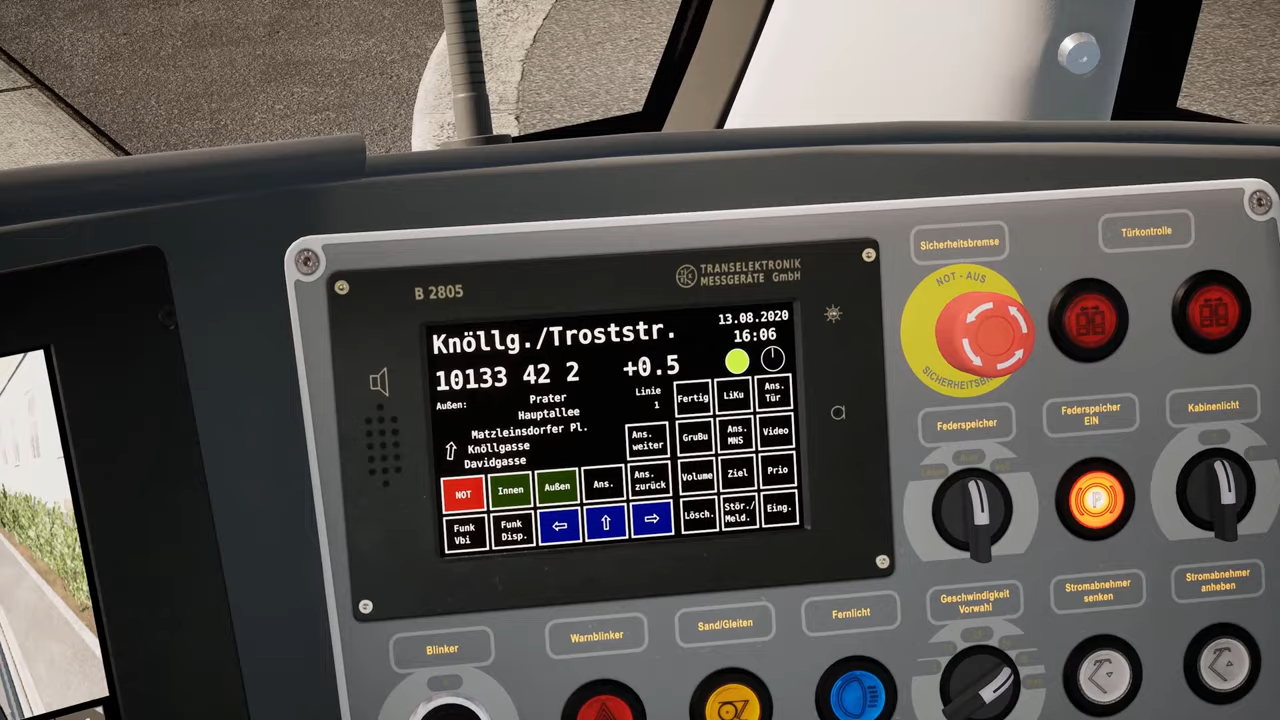 B 2805
TRANSELEKTRONIK
MESSGERÄTE GmbH
Knöllg./Troststr.
13.08.2020
16:06
10133 42 2
+0.5
Außen:
Prater
Hauptallee
Linie
1
Matzleinsdorfer Pl.
Knöllgasse
Davidgasse
Fertig
LiKu
Ans.
Tür
Ans.
weiter
GruBu
Ans.
MNS
Video
NOT
Innen
Außen
Ans.
Ans.
zurück
Volume
Ziel
Prio
Funk
Vbi
Funk
Disp.
Lösch.
Stör./
Meld.
Eing.
Sicherheitsbremse
NOT - AUS
Türkontrolle
Federspeicher
Federspeicher
EIN
Kabinenlicht
P
Geschwindigkeit
Vorwahl
Stromabnehmer
senken
Stromabnehmer
anheben
Blinker
Warnblinker
Sand/Gleiten
Fernlicht